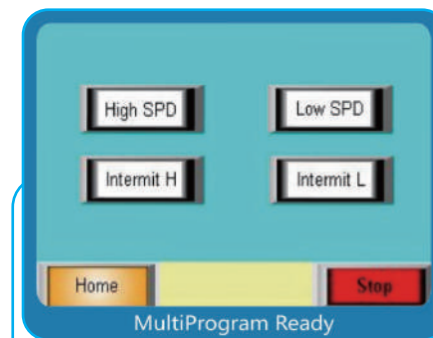 High SPD Low SPD
Intermit H Intermit L
Home Stop
MultiProgram Ready